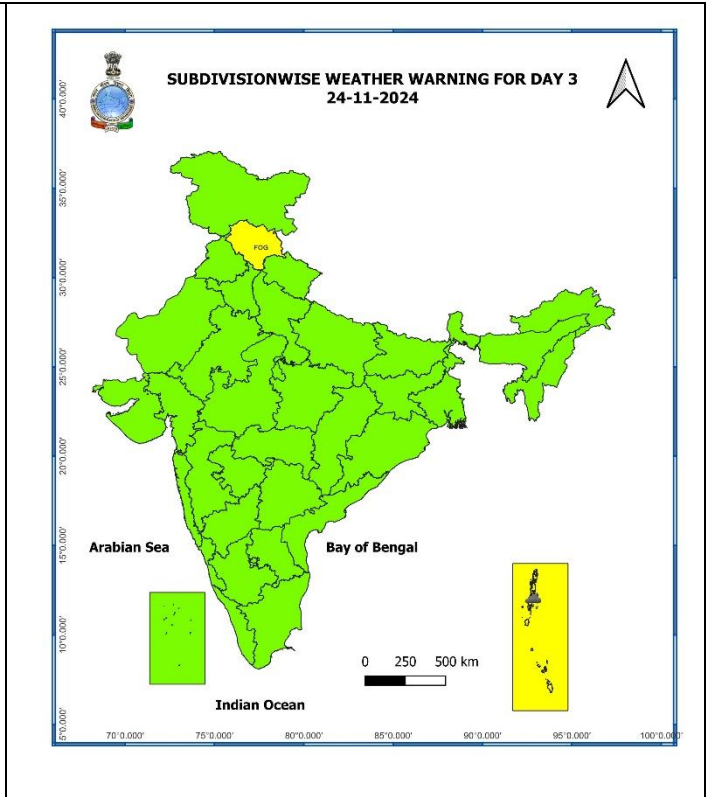 SUBDIVISIONWISE WEATHER WARNING FOR DAY 3
24-11-2024
40°0.000'
35°0.000'
FOG
30°0.000'
25°0.000'
20°0.000'
15°0.000'
Arabian Sea
Bay of Bengal
10°0.000'
0 250 500 km
Indian Ocean
5°0.000'
70°0.000' 75°0.000' 80°0.000' 85°0.000' 90°0.000' 95°0.000' 100°0.000'